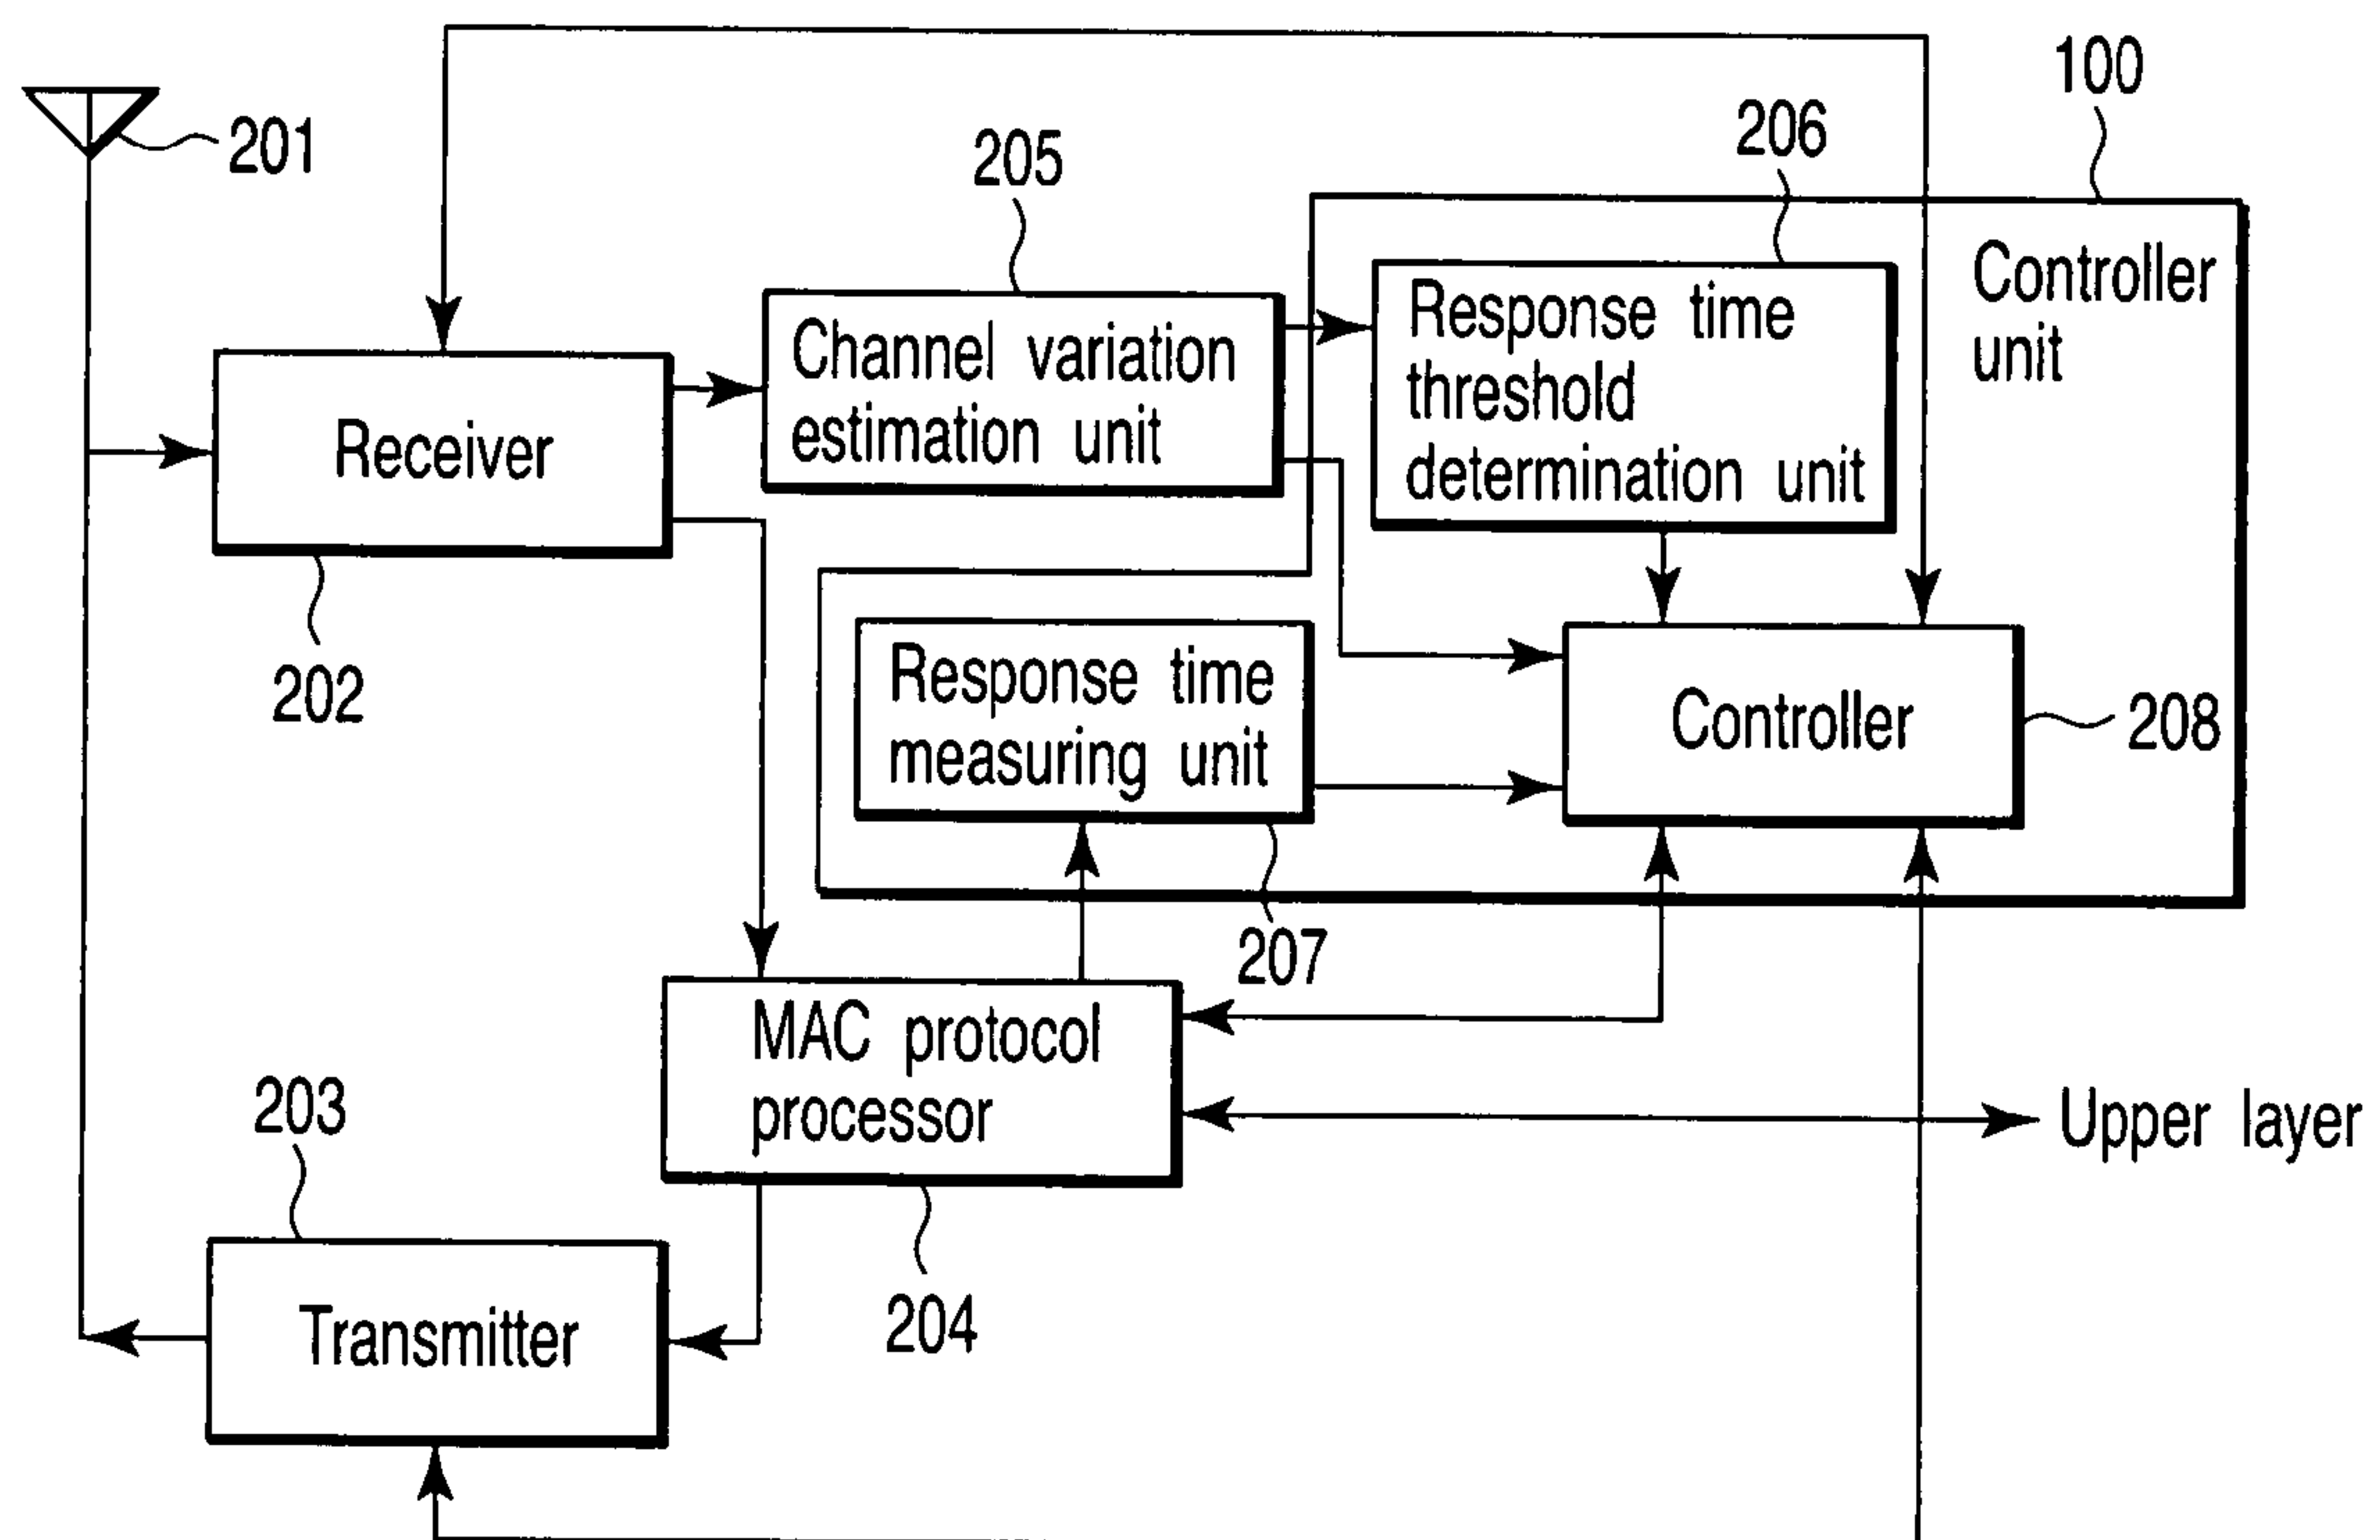 100
201
206
205
Controller
unit
Response time
threshold
determination unit
Channel variation
estimation unit
Receiver
202
Response time
measuring unit
Controller
208
207
MAC protocol
processor
203
Upper layer
204
Transmitter